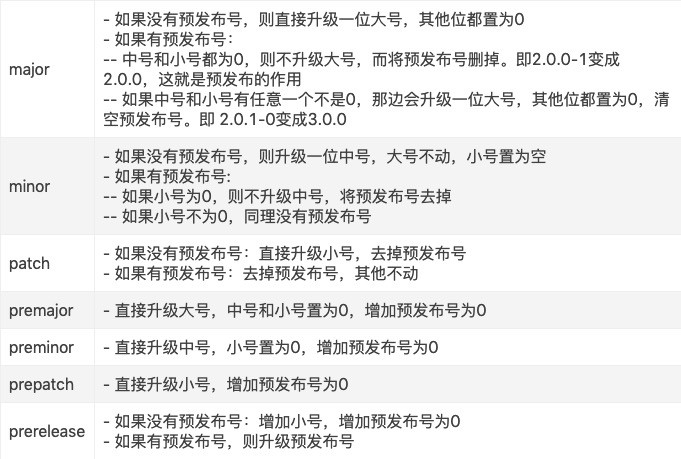 - 如果没有预发布号，则直接升级一位大号，其他位都置为0
- 如果有预发布号：
major
-- 中号和小号都为0，则不升级大号，而将预发布号删掉。即2.0.0-1变成
2.0.0，这就是预发布的作用
-- 如果中号和小号有任意一个不是0，那边会升级一位大号，其他位都置为0，清
空预发布号。即 2.0.1-0变成3.0.0
- 如果没有预发布号，则升级一位中号，大号不动，小号置为空
- 如果有预发布号:
minor
-- 如果小号为0，则不升级中号，将预发布号去掉
-- 如果小号不为0，同理没有预发布号
patch
- 如果没有预发布号：直接升级小号，去掉预发布号
- 如果有预发布号：去掉预发布号，其他不动
premajor
- 直接升级大号，中号和小号置为0，增加预发布号为0
preminor
- 直接升级中号，小号置为0，增加预发布号为0
prepatch
- 直接升级小号，增加预发布号为0
prerelease
- 如果没有预发布号：增加小号，增加预发布号为0
- 如果有预发布号，则升级预发布号